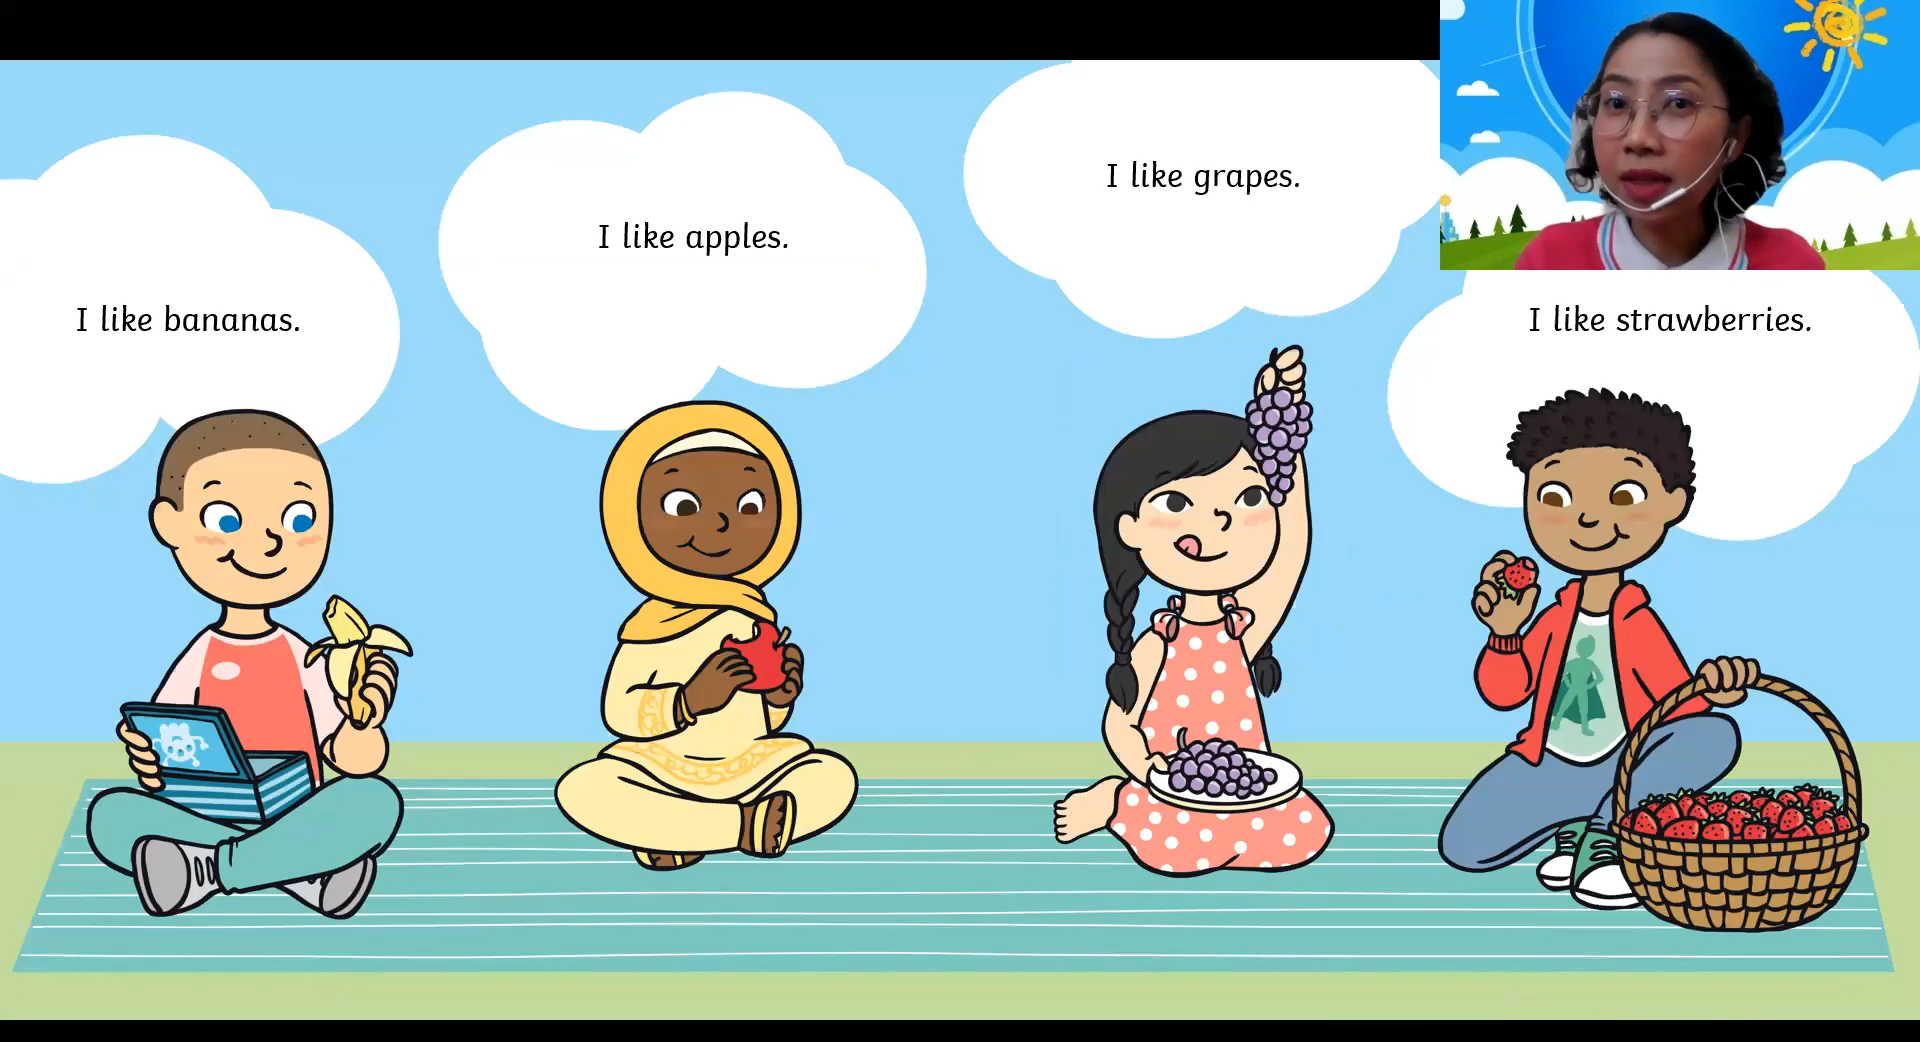 I like bananas.
I like apples.
I like grapes.
I like strawberries.